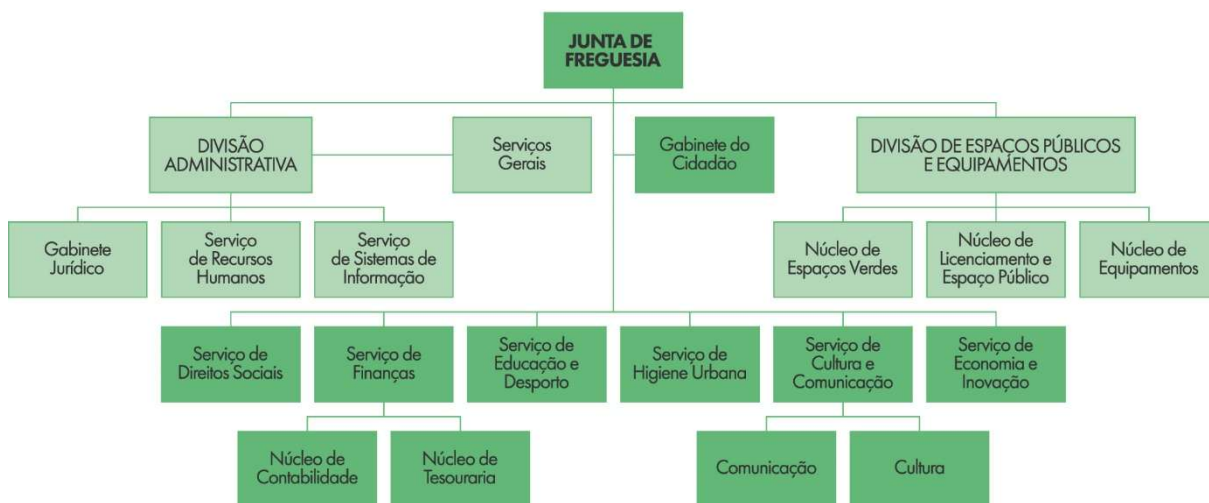 JUNTA DE
FREGUESIA
DIVISÃO
ADMINISTRATIVA
Serviços
Gerais
Gabinete do
Cidadão
DIVISÃO DE ESPAÇOS PÚBLICOS
E EQUIPAMENTOS
Gabinete
Jurídico
Serviço
de Recursos
Humanos
Serviço
de Sistemas de
Informação
Núcleo de
Espaços Verdes
Núcleo de
Licenciamento e
Espaço Público
Núcleo de
Equipamentos
Serviço de
Direitos Sociais
Serviço de
Finanças
Serviço de
Educação e
Desporto
Serviço de
Higiene Urbana
Serviço de
Cultura e
Comunicação
Serviço de
Economia e
Inovação
Núcleo de
Contabilidade
Núcleo de
Tesouraria
Comunicação
Cultura